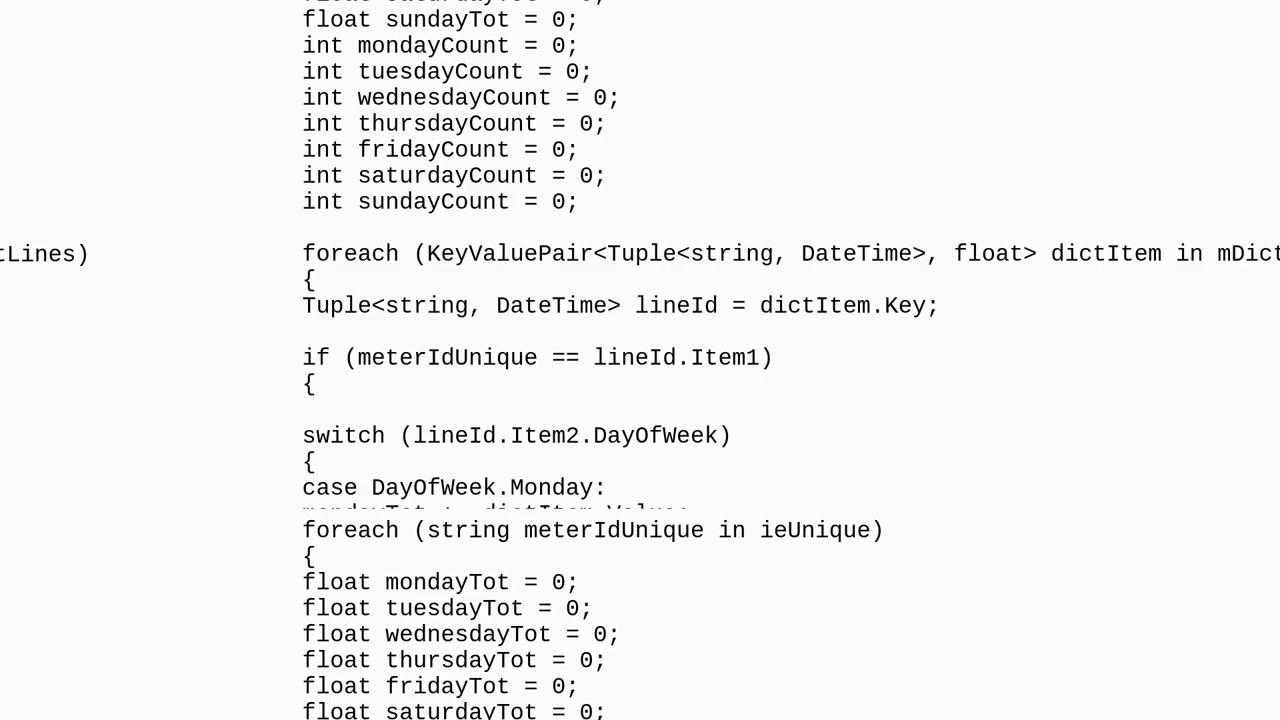 float sundayTot = 0;
int mondayCount = 0;
int tuesdayCount = 0;
int wednesdayCount = 0;
int thursdayCount = 0;
int fridayCount = 0;
int saturdayCount = 0;
int sundayCount = 0;
tLines) foreach (KeyValuePair<Tuple<string, DateTime>, float> dictItem in mDict
{
Tuple<string, DateTime> lineId = dictItem.Key;
if (meterIdUnique == lineId.Item1)
{
switch (lineId.Item2.DayOfWeek)
{
case DayOfWeek.Monday:
foreach (string meterIdUnique in ieUnique)
{
float mondayTot = 0;
float tuesdayTot = 0;
float wednesdayTot = 0;
float thursdayTot = 0;
float fridayTot = 0;
float saturdayTot = 0;